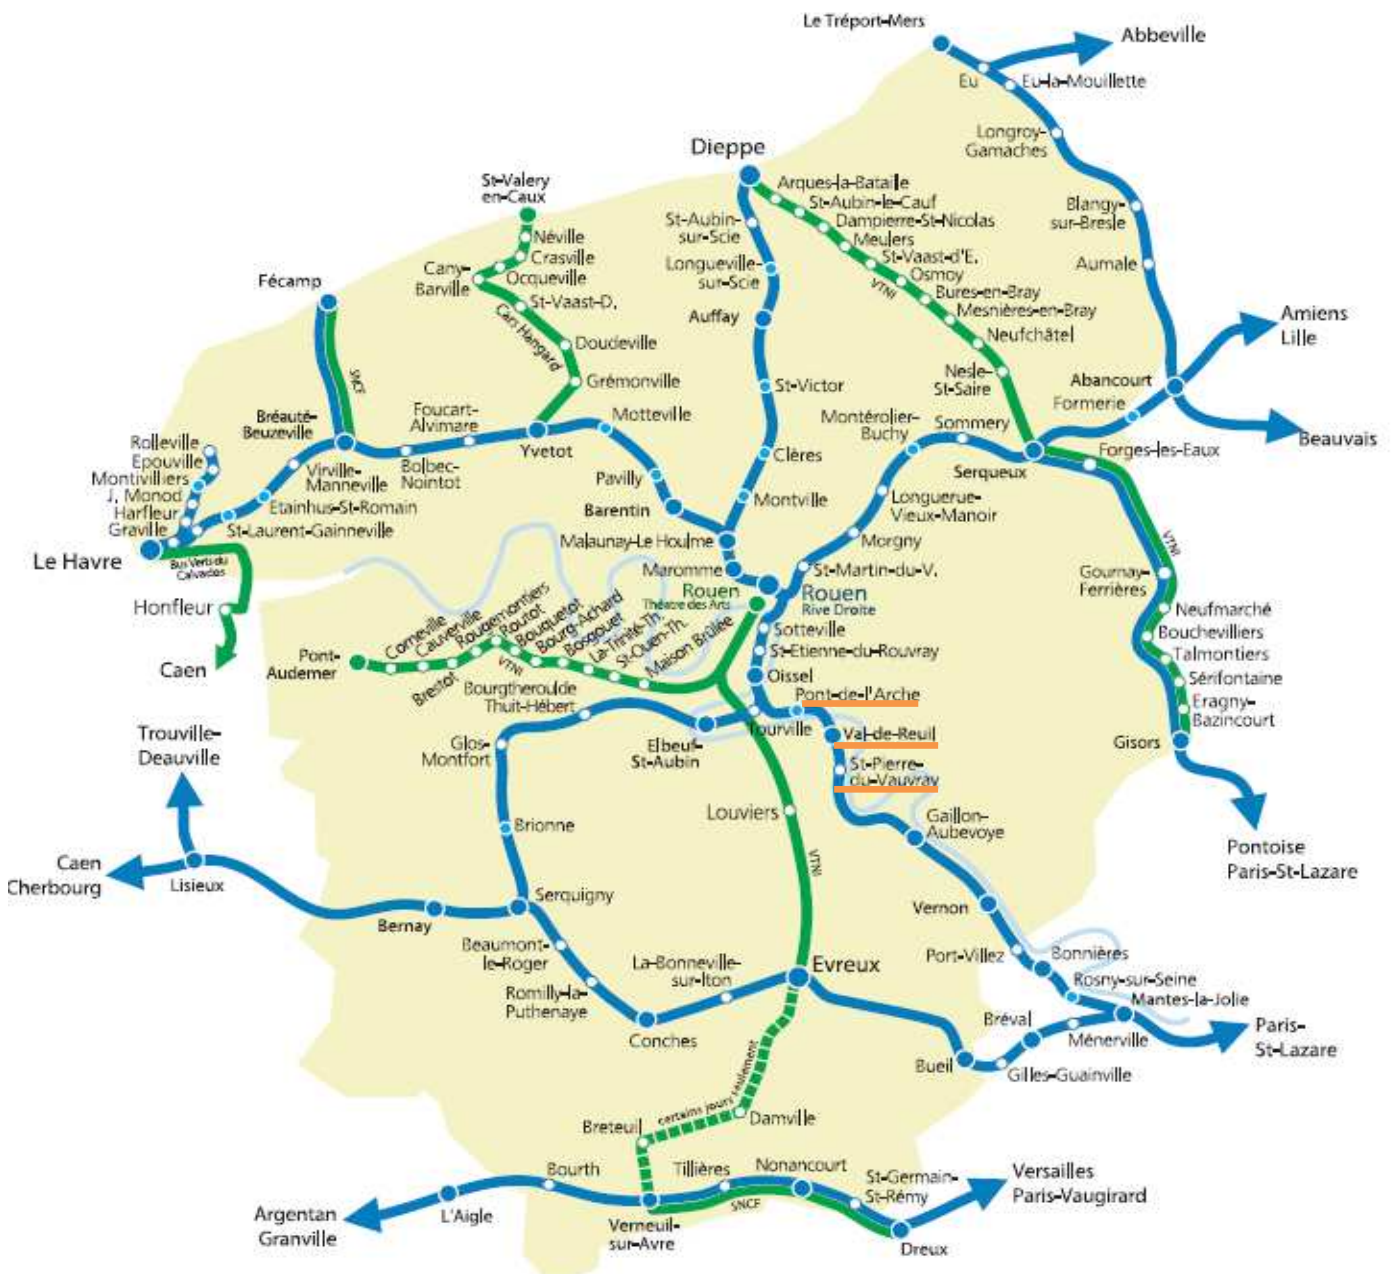 Le Tréport-Mers
Abbeville
Eu
Eu-la-Mouillette
Longroy-
Gamaches
Dieppe
Arques-la-Bataille
St-Aubin-le-Cauf
Dampierre-St-Nicolas
Meulers
St-Vaast-d'E.
Osmoy
Bures-en-Bray
Mesnières-en-Bray
Neufchâtel
Nesle-
St-Saire
VTNI
Blangy-
sur-Bresle
Aumale
Amiens
Lille
Abancourt
Formerie
Beauvais
St-Valery
en-Caux
Néville
Crasville
Ocqueville
Cany-
Barville
St-Vaast-D.
Cars Hangard
Doudeville
Grémonville
St-Aubin-
sur-Scie
Longueville-
sur-Scie
Auffay
St-Victor
Clères
Montville
Fécamp
SNCF
Bréauté-
Beuzeville
Foucart-
Alvimare
Bolbec-
Nointot
Yvetot
Motteville
Pavilly
Barentin
Malaunay-Le Houlme
Maromme
Rolleville
Epouville
Montivilliers
J. Monod
Harfleur
Graville
Virville-
Manneville
Etainhus-St-Romain
St-Laurent-Gainneville
Le Havre
Bus Verts du
Calvados
Honfleur
Caen
Montérolier-
Buchy
Sommery
Serqueux
Forges-les-Eaux
Longuerue-
Vieux-Manoir
Morgny
St-Martin-du-V.
Rouen
Théatre des Arts
Rouen
Rive Droite
Sotteville
St-Etienne-du-Rouvray
Oissel
VTNI
Gournay-
Ferrières
Neufmarché
Bouchevilliers
Talmontiers
Sérifontaine
Eragny-
Bazincourt
Gisors
Pontoise
Paris-St-Lazare
Pont-
Audemer
Corneville
Cauverville
Brestot
Rougemontiers
Routot
Bouquetot
Bourg-Achard
Bosgouet
La-Trinité-Th.
St-Ouen-Th.
Maison Brûlée
VTNI
Bourgtheroulde
Thuit-Hébert
Glos-
Montfort
Elbeuf-
St-Aubin
Tourville
Pont-de-l'Arche
Val-de-Reuil
St-Pierre-
du-Vauvray
Louviers
VTNI
Gaillon-
Aubevoye
Trouville-
Deauville
Caen
Cherbourg
Lisieux
Bernay
Brionne
Serquigny
Beaumont-
le-Roger
Romilly-la-
Puthenaye
Conches
La-Bonneville-
sur-Iton
Evreux
Vernon
Port-Villez
Bonnières
Rosny-sur-Seine
Mantes-la-Jolie
Bréval
Ménerville
Bueil
Gilles-Guainville
Paris-
St-Lazare
certains jours seulement
Damville
Breteuil
Bourth
Tillières
Nonancourt
St-Germain-
St-Rémy
Versailles
Paris-Vaugirard
Argentan
Granville
L'Aigle
Verneuil-
sur-Avre
SNCF
Dreux